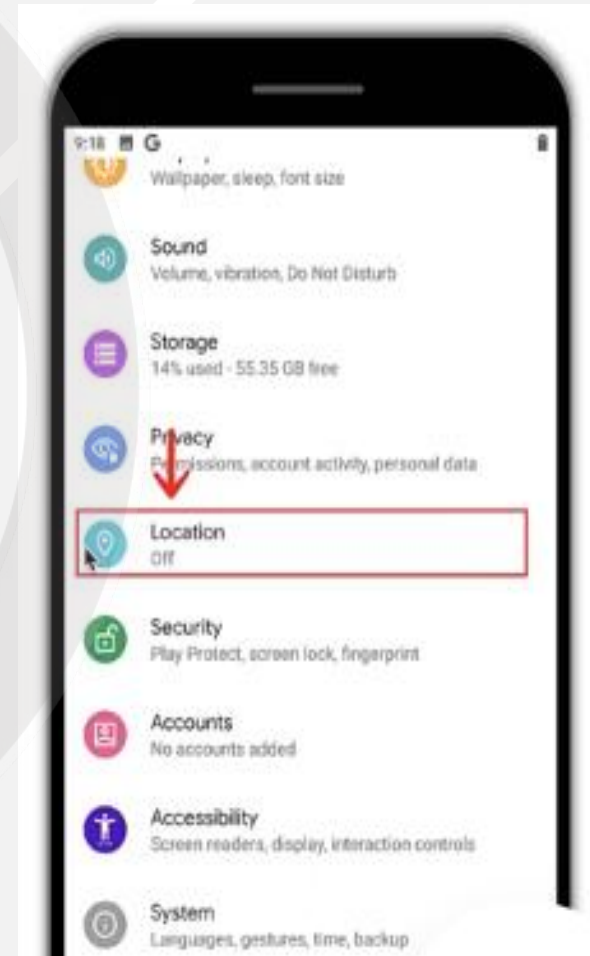 9:18 G
Wallpaper, sleep, font size
Sound
Volume, vibration, Do Not Disturb
Storage
14% used - 55.35 GB free
Privacy
Permissions, account activity, personal data
Location
Off
Security
Play Protect, screen lock, fingerprint
Accounts
No accounts added
Accessibility
Screen readers, display, interaction controls
System
Languages, gestures, time, backup